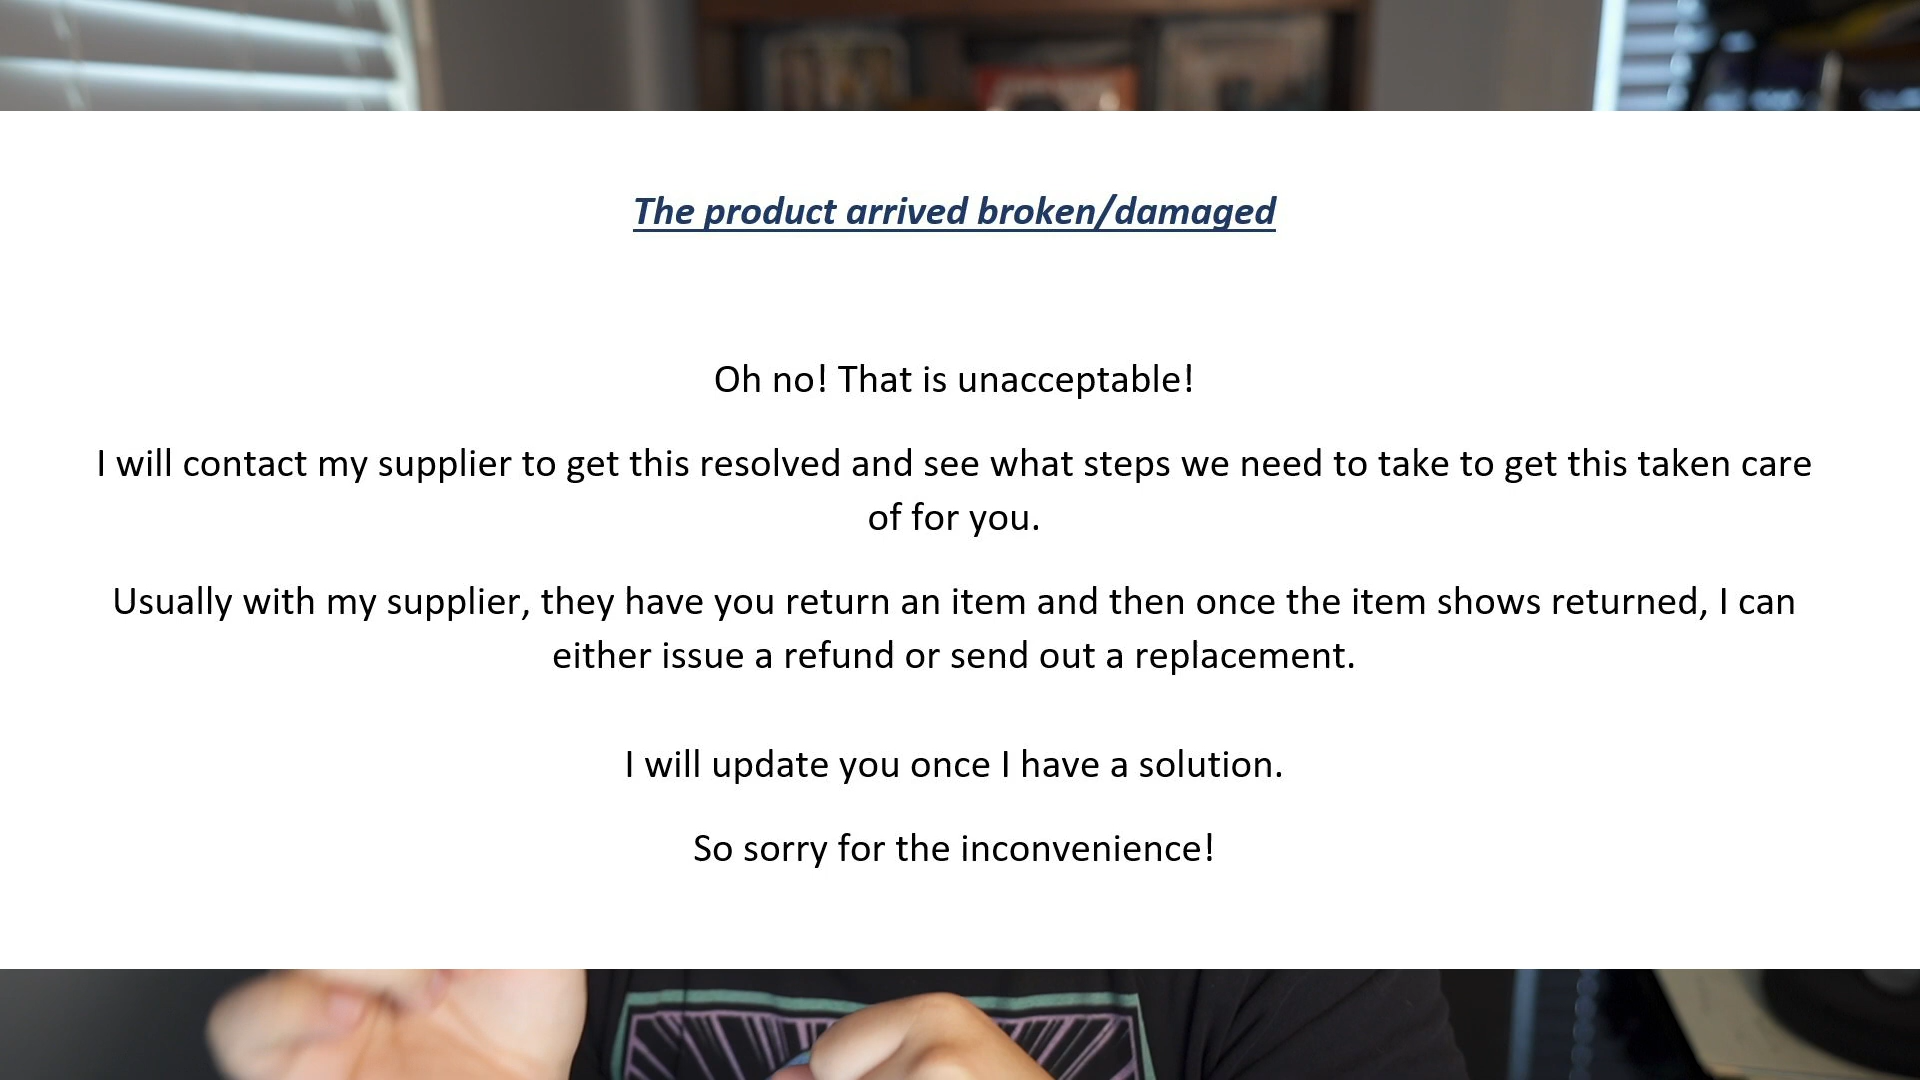 The product arrived broken/damaged
Oh no! That is unacceptable!
I will contact my supplier to get this resolved and see what steps we need to take to get this taken care
of for you.
Usually with my supplier, they have you return an item and then once the item shows returned, I can
either issue a refund or send out a replacement.
I will update you once I have a solution.
So sorry for the inconvenience!